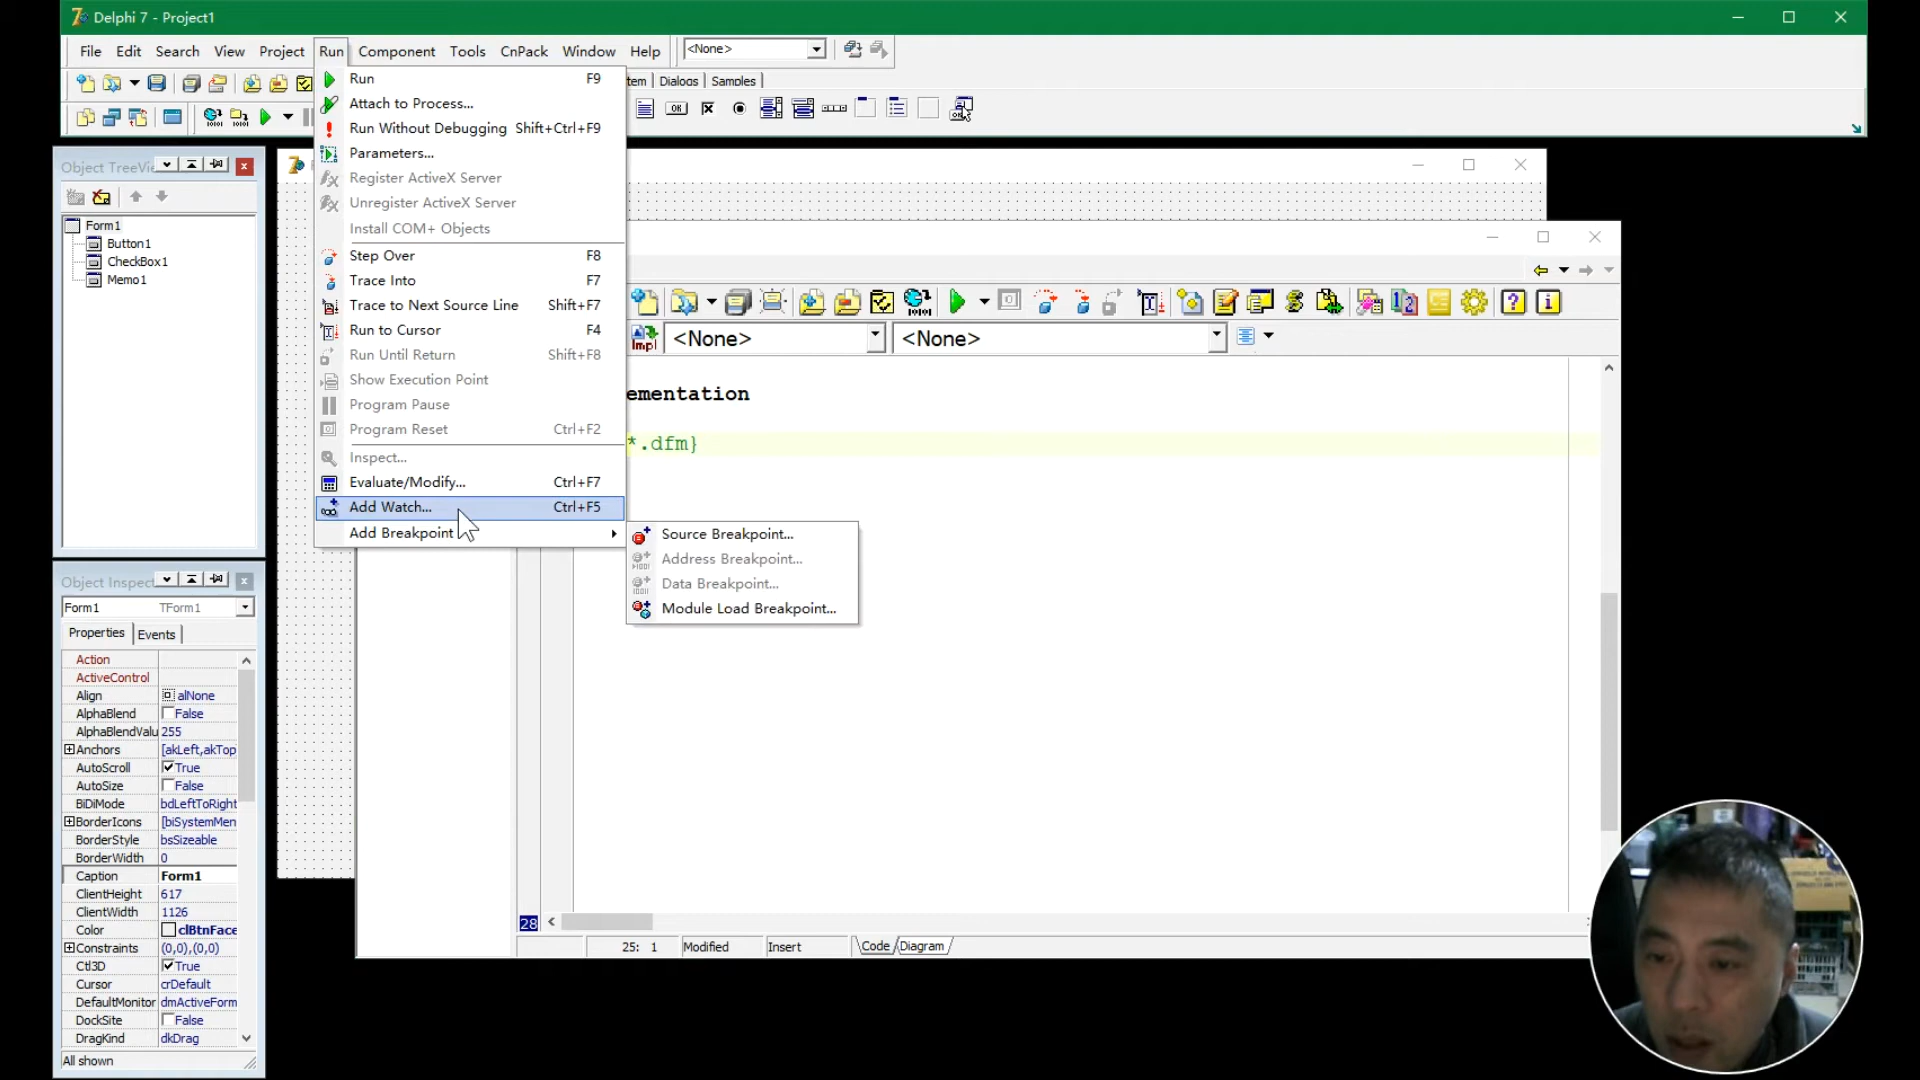 Delphi 7 - Project1
File Edit Search View Project Run Component Tools CnPack Window Help <None>
tem Dialogs Samples
Run F9
Attach to Process...
Run Without Debugging Shift+Ctrl+F9
Parameters...
Register ActiveX Server
Unregister ActiveX Server
Install COM+ Objects
Step Over F8
Trace Into F7
Trace to Next Source Line Shift+F7
Run to Cursor F4
Run Until Return Shift+F8
Show Execution Point
Program Pause
Program Reset Ctrl+F2
Inspect...
Evaluate/Modify... Ctrl+F7
Add Watch... Ctrl+F5
Add Breakpoint
Source Breakpoint...
Address Breakpoint...
Data Breakpoint...
Module Load Breakpoint...
Object TreeVie
Form1
Button1
CheckBox1
Memo1
<None> <None>
ementation
*.dfm}
28
25: 1 Modified Insert Code Diagram
Object Inspect
Form1 TForm1
Properties Events
Action
ActiveControl
Align alNone
AlphaBlend False
AlphaBlendValu 255
Anchors [akLeft,akTop
AutoScroll True
AutoSize False
BiDiMode bdLeftToRight
BorderIcons [biSystemMen
BorderStyle bsSizeable
BorderWidth 0
Caption Form1
ClientHeight 617
ClientWidth 1126
Color clBtnFace
Constraints (0,0),(0,0)
Ctl3D True
Cursor crDefault
DefaultMonitor dmActiveForm
DockSite False
DragKind dkDrag
All shown